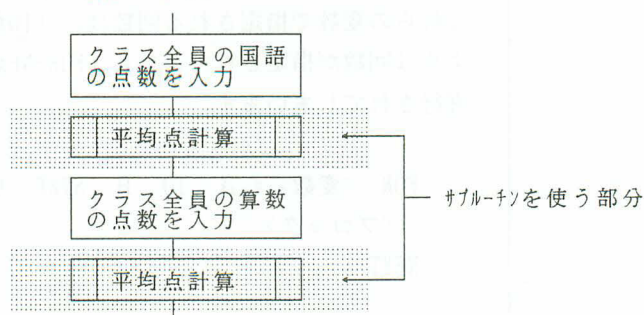 クラス全員の国語
の点数を入力
平均点計算
クラス全員の算数
の点数を入力
サブルーチンを使う部分
平均点計算